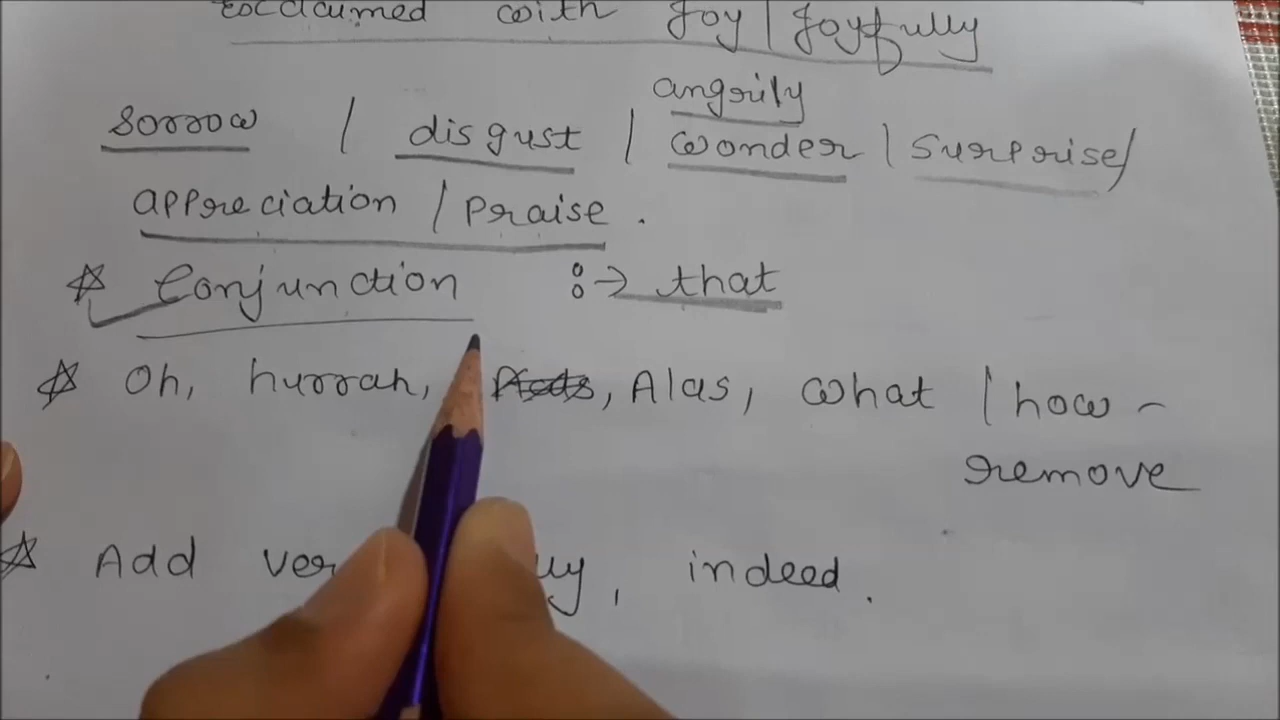 exclaimed with Joy / Joyfully
angrily
sorrow / disgust / wonder / surprise /
appreciation / Praise .
☆ Conjunction :→ that
☆ Oh, hurrah, , Alas, what / how -
remove
☆ Add , indeed .